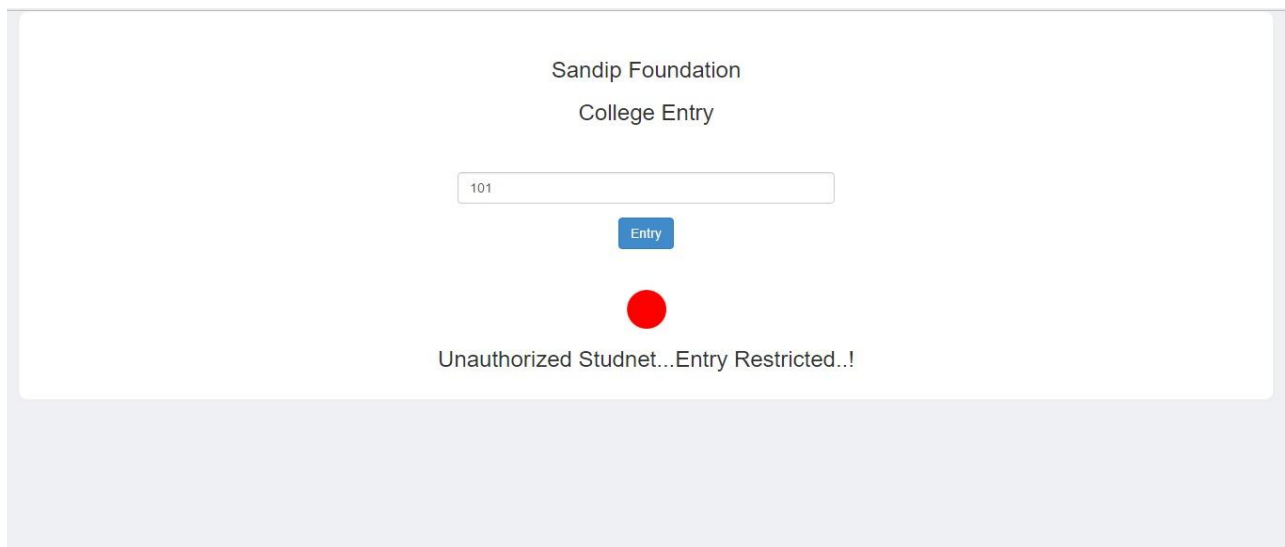 Sandip Foundation
College Entry
101
Entry
Unauthorized Studnet...Entry Restricted..!